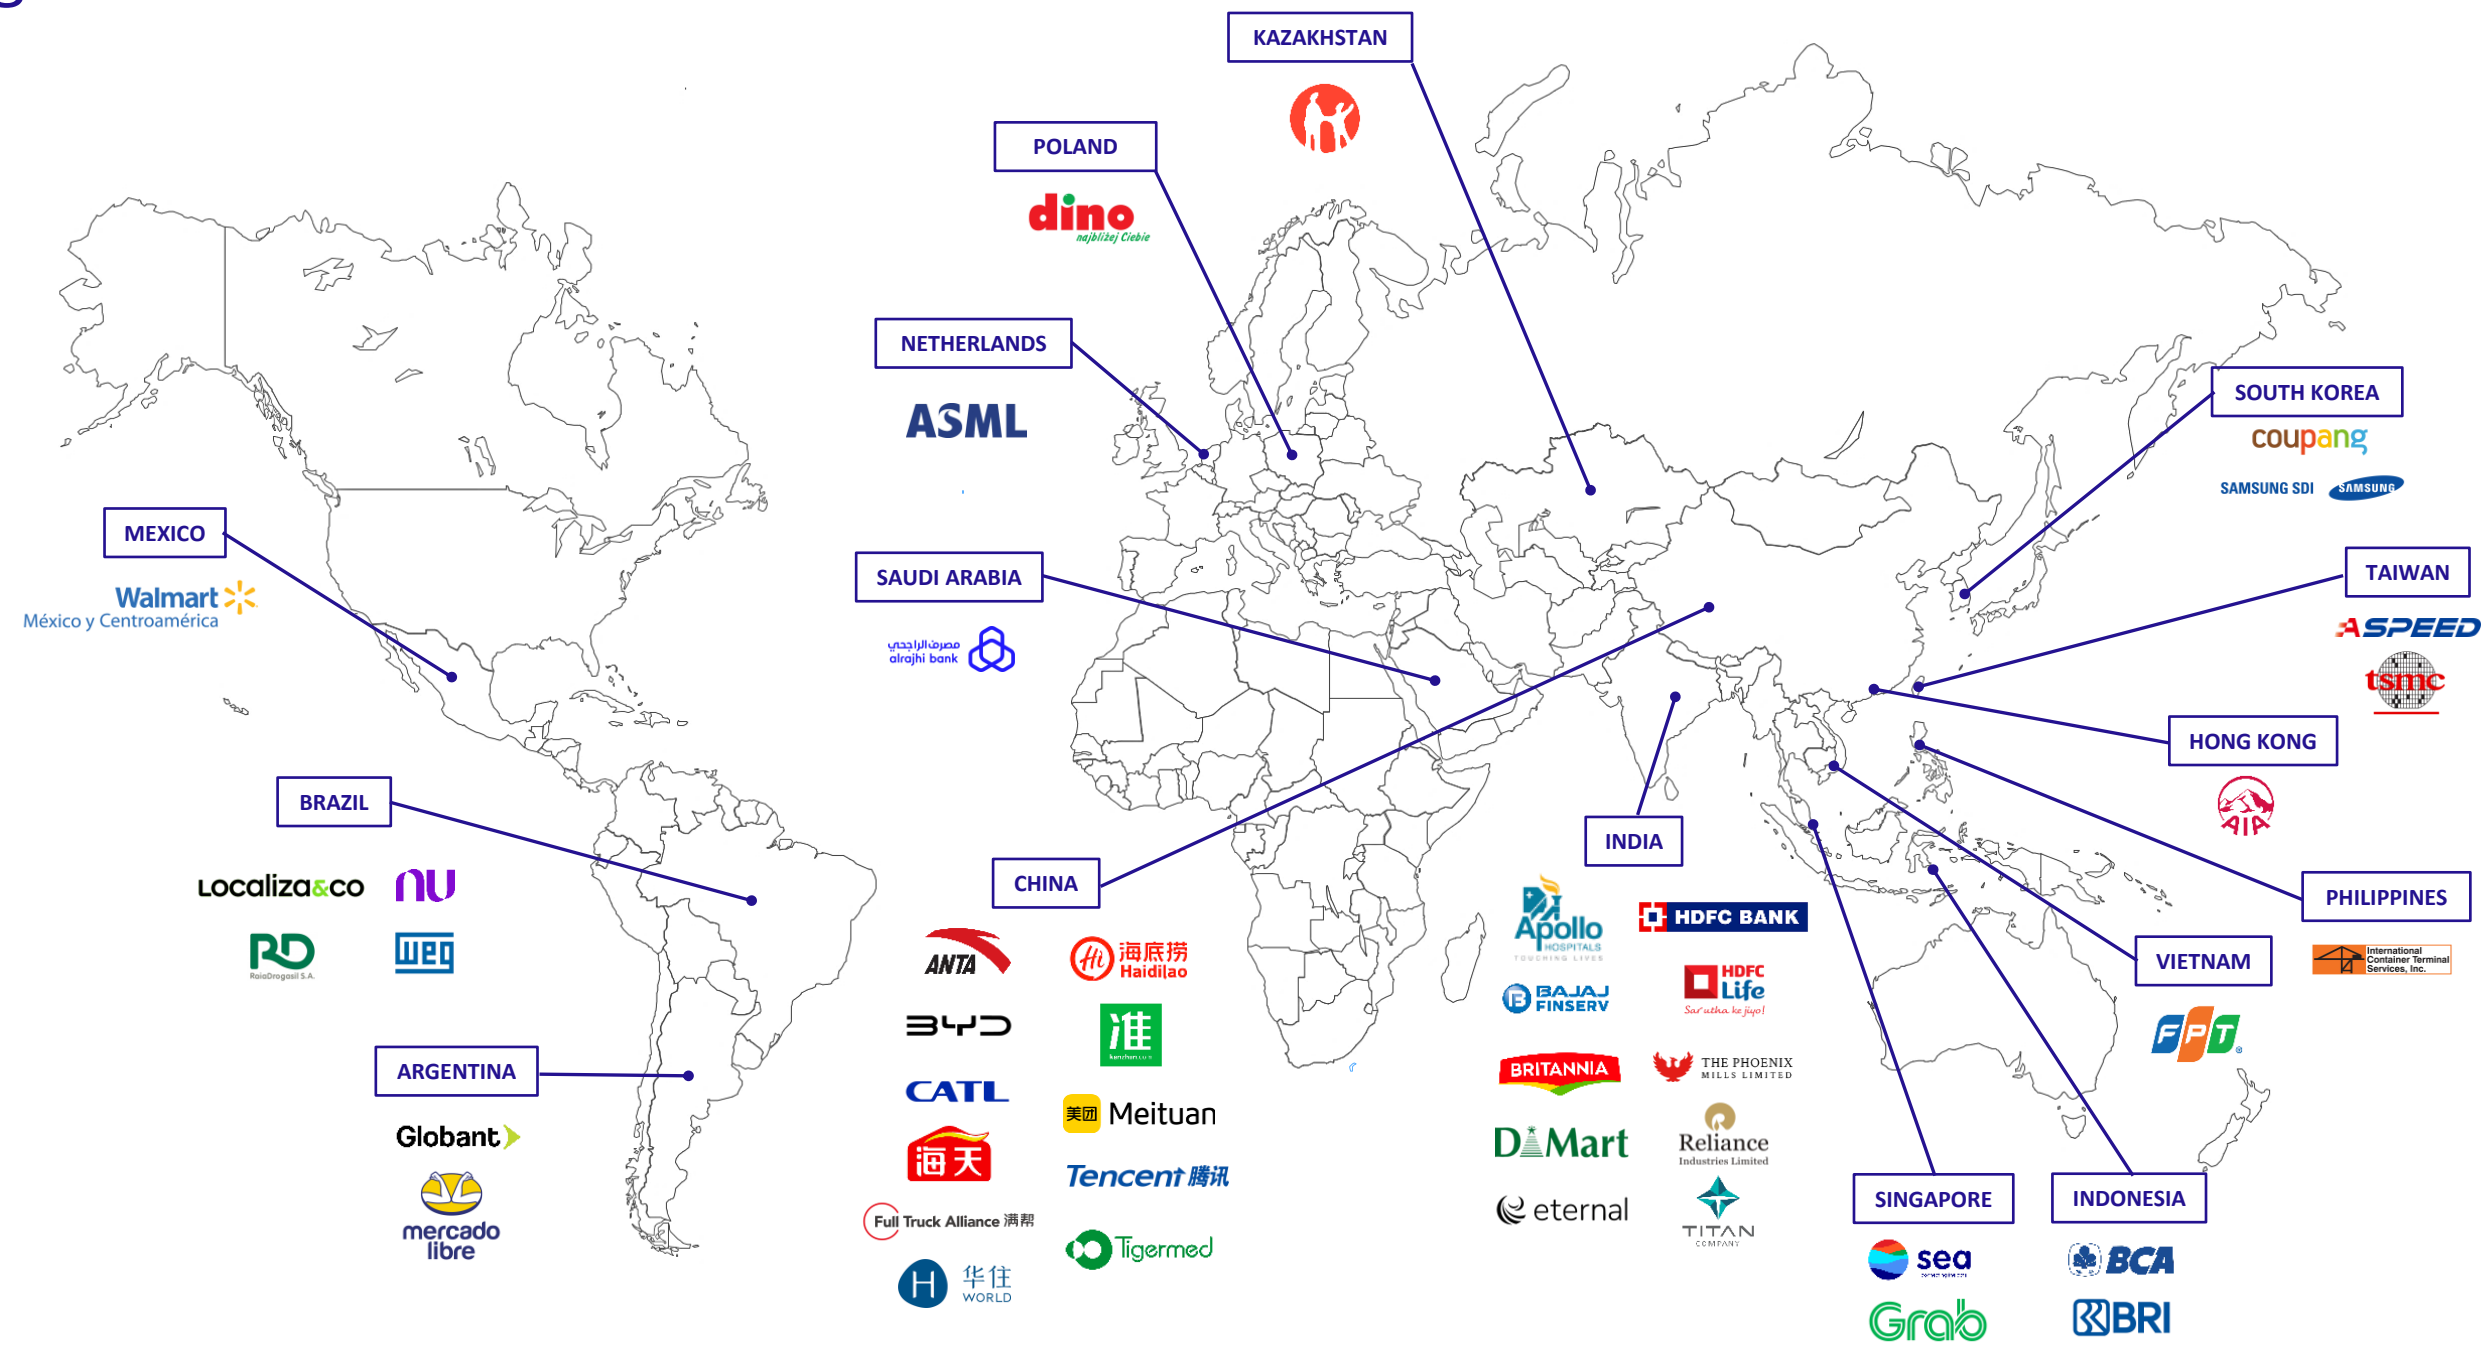 KAZAKHSTAN
POLAND
dino
najbliżej Ciebie
NETHERLANDS
ASML
SOUTH KOREA
coupang
SAMSUNG SDI SAMSUNG
MEXICO
Walmart
México y Centroamérica
SAUDI ARABIA
مصرف الراجحي
alrajhi bank
TAIWAN
ASPEED
tsmc
HONG KONG
AIA
BRAZIL
Localiza&co
nu
RD
RaiaDrogasil S.A.
weg
ARGENTINA
Globant
mercado
libre
CHINA
ANTA
Hi 海底捞
Haidilao
BYD
准
CATL
美团 Meituan
海天
Tencent 腾讯
Full Truck Alliance 满帮
Tigermed
H 华住
WORLD
INDIA
Apollo
HOSPITALS
TOUCHING LIVES
HDFC BANK
B BAJAJ
FINSERV
HDFC
Life
Sar utha ke jiyo!
BRITANNIA
THE PHOENIX
MILLS LIMITED
DMart
Reliance
Industries Limited
eternal
TITAN
COMPANY
PHILIPPINES
International
Container Terminal
Services, Inc.
VIETNAM
FPT
SINGAPORE
sea
Grab
INDONESIA
BCA
BRI